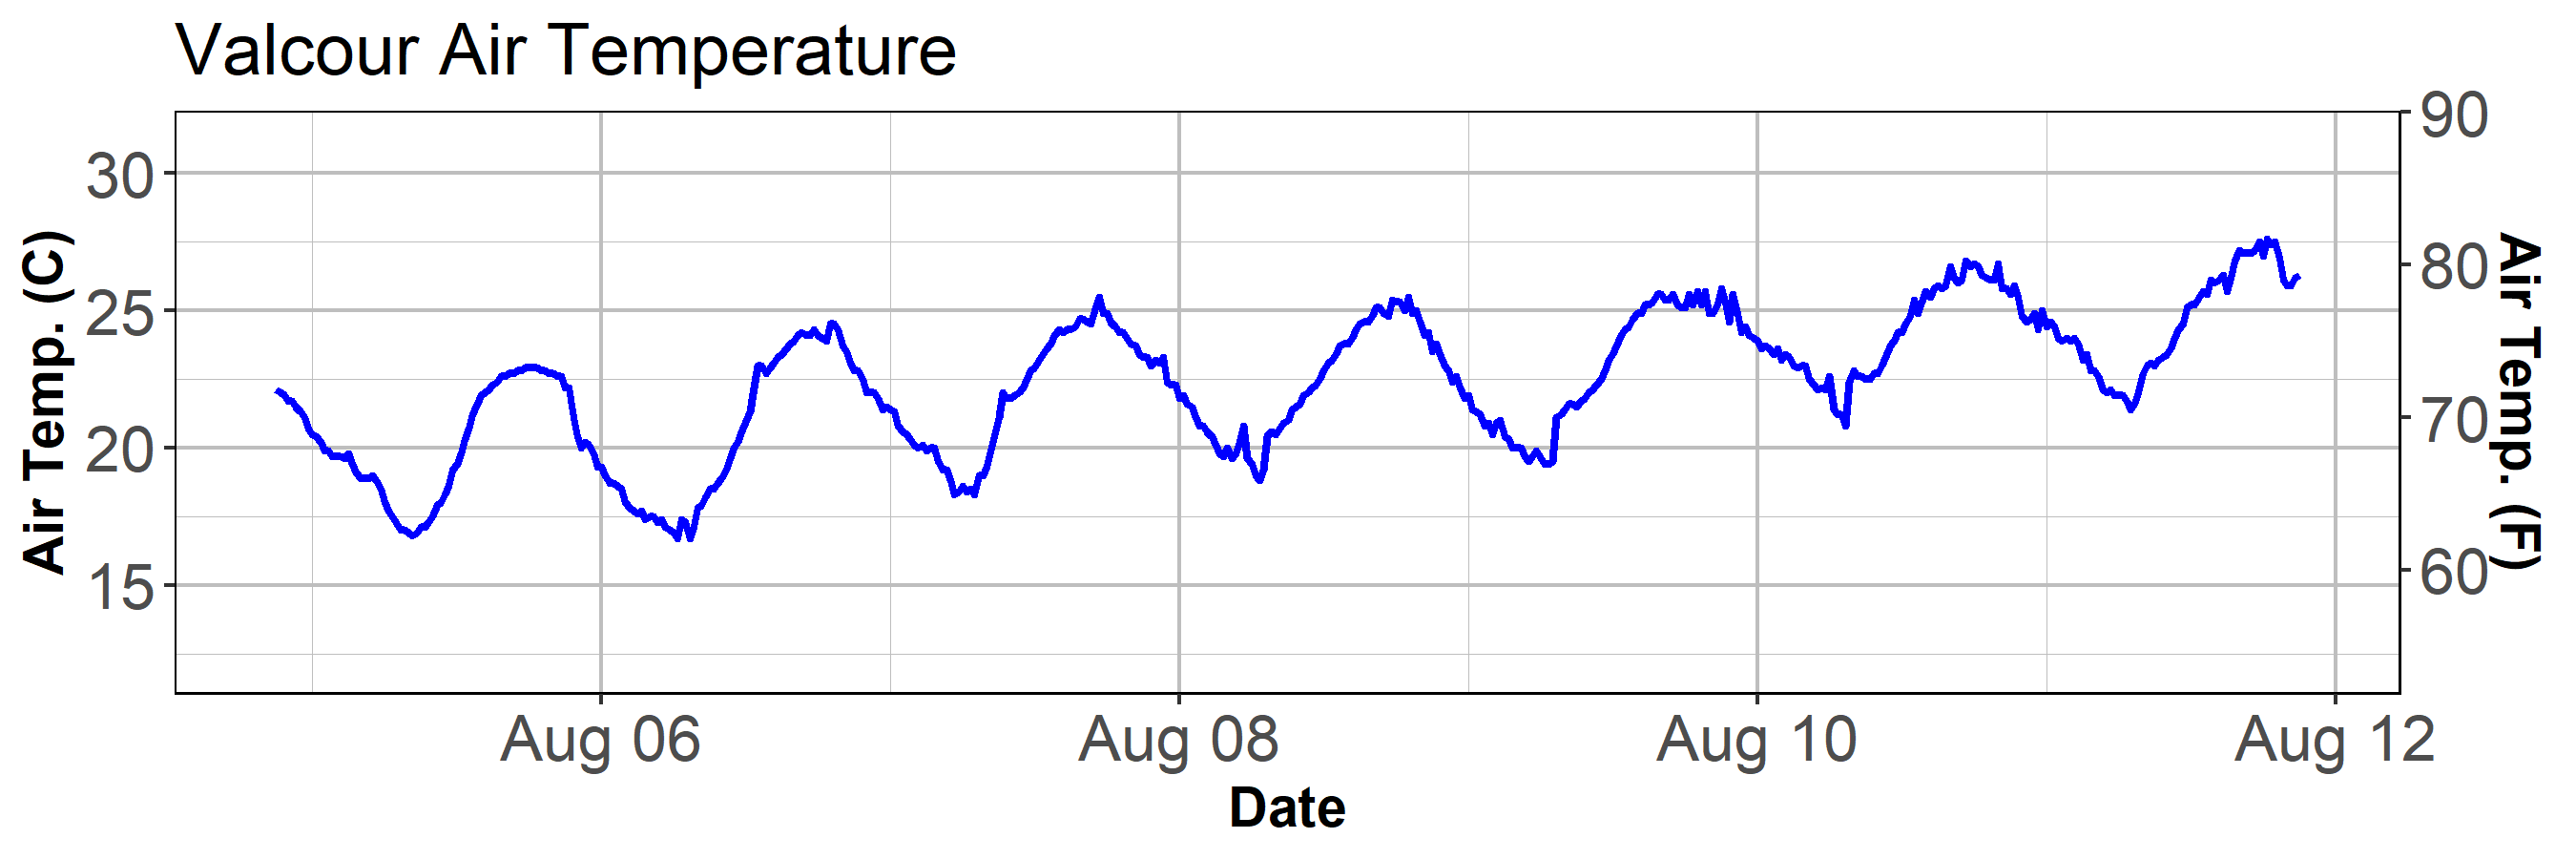 Valcour Air Temperature
Air Temp. (C)
30
25
20
15
90
80
70
60
Air Temp. (F)
Aug 06
Aug 08
Aug 10
Aug 12
Date